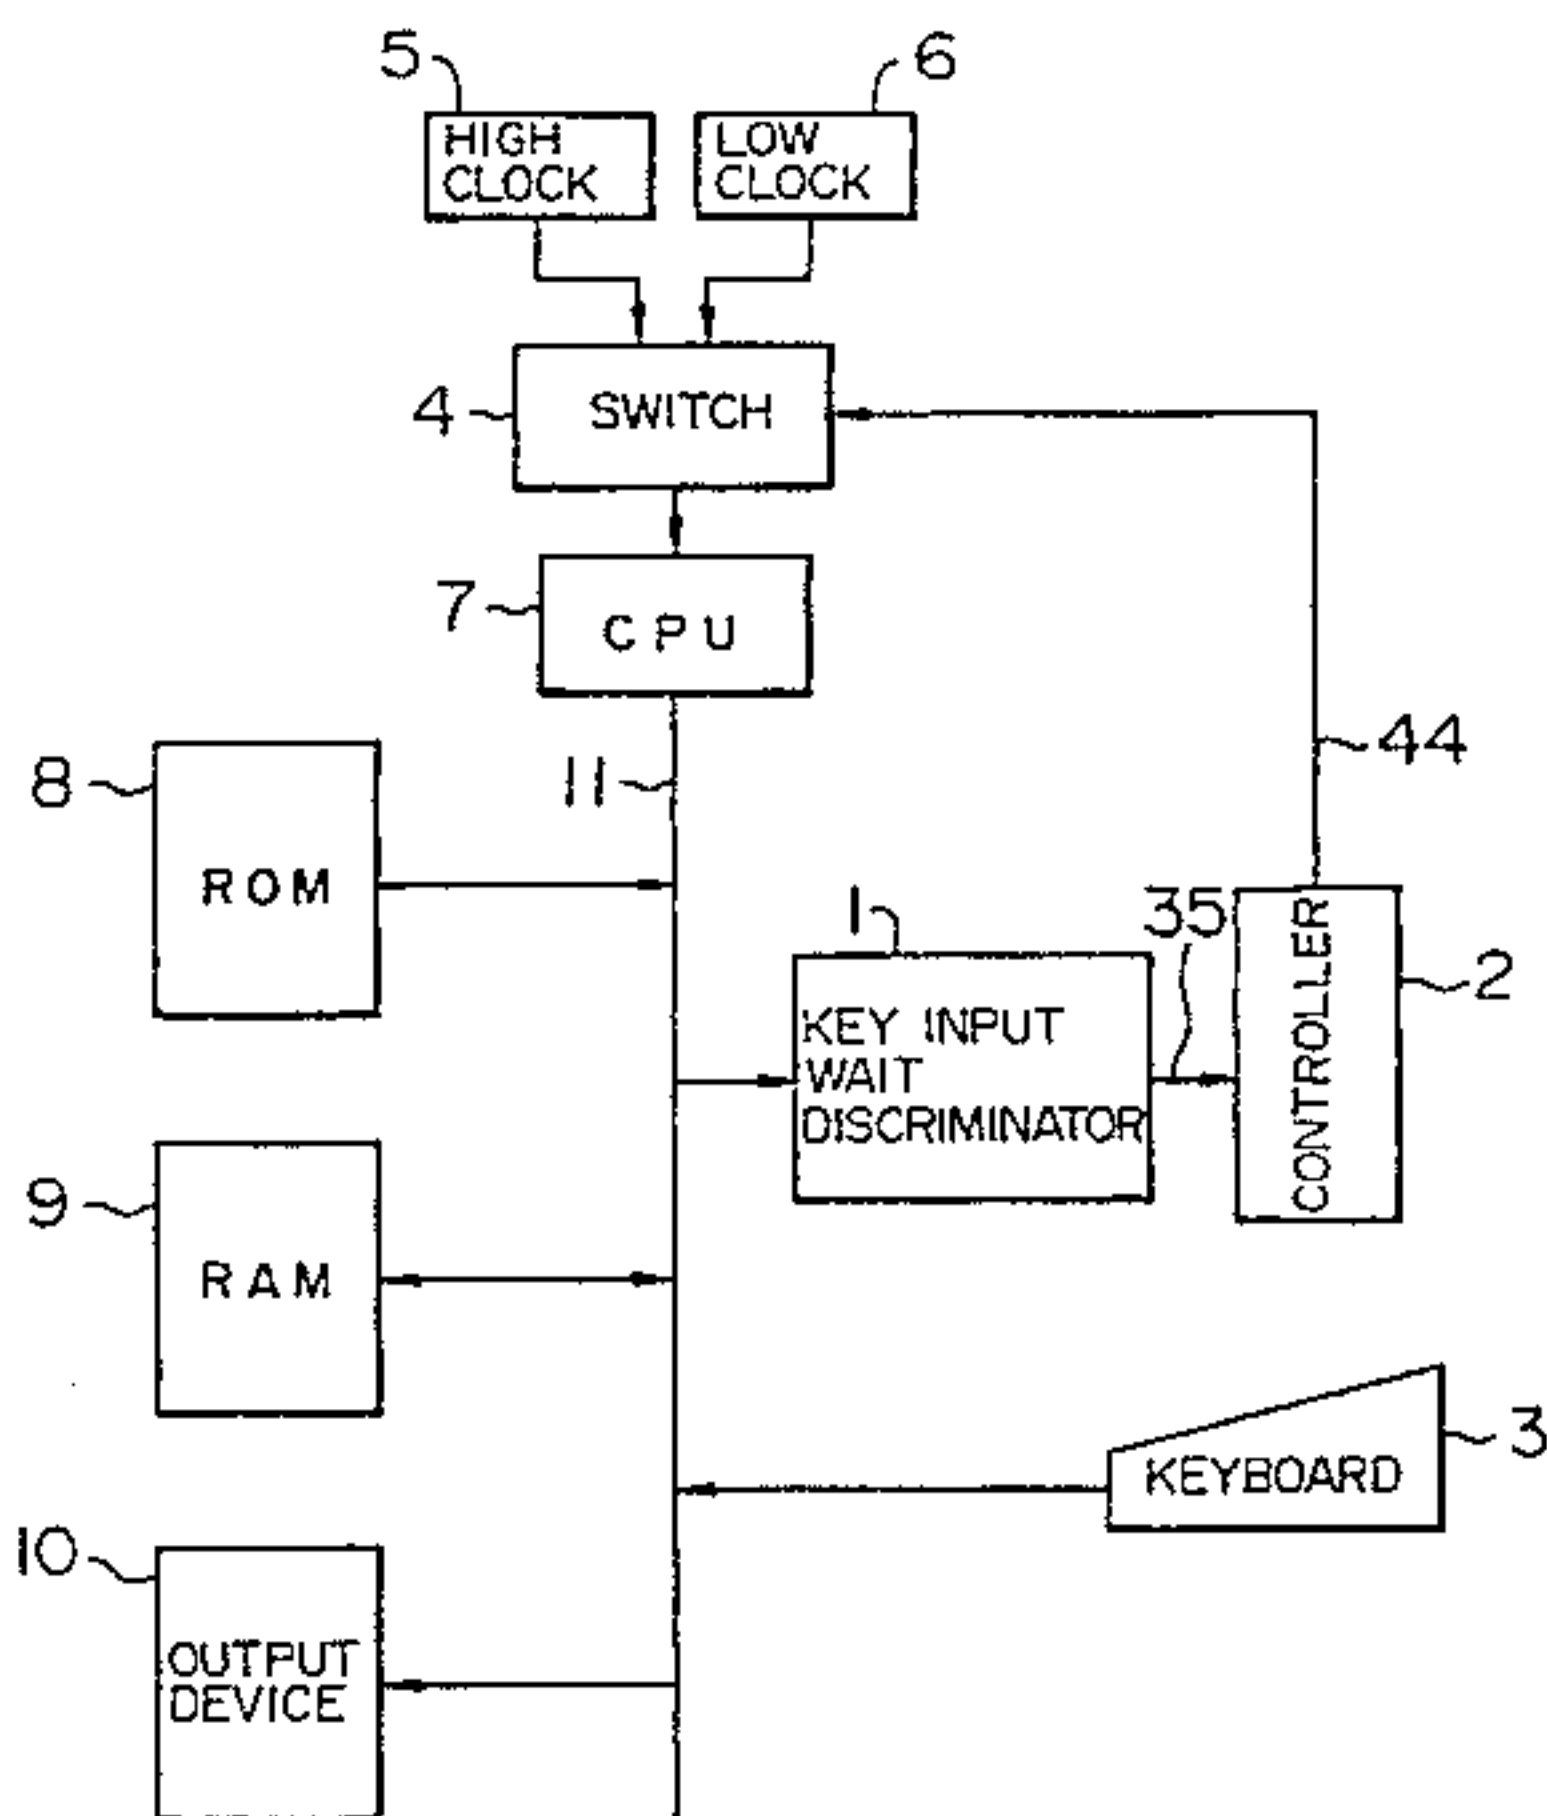 5
6
HIGH
CLOCK
LOW
CLOCK
4
SWITCH
7
CPU
44
8
11
ROM
1
35
2
KEY INPUT
WAIT
DISCRIMINATOR
CONTROLLER
9
RAM
3
KEYBOARD
10
OUTPUT
DEVICE